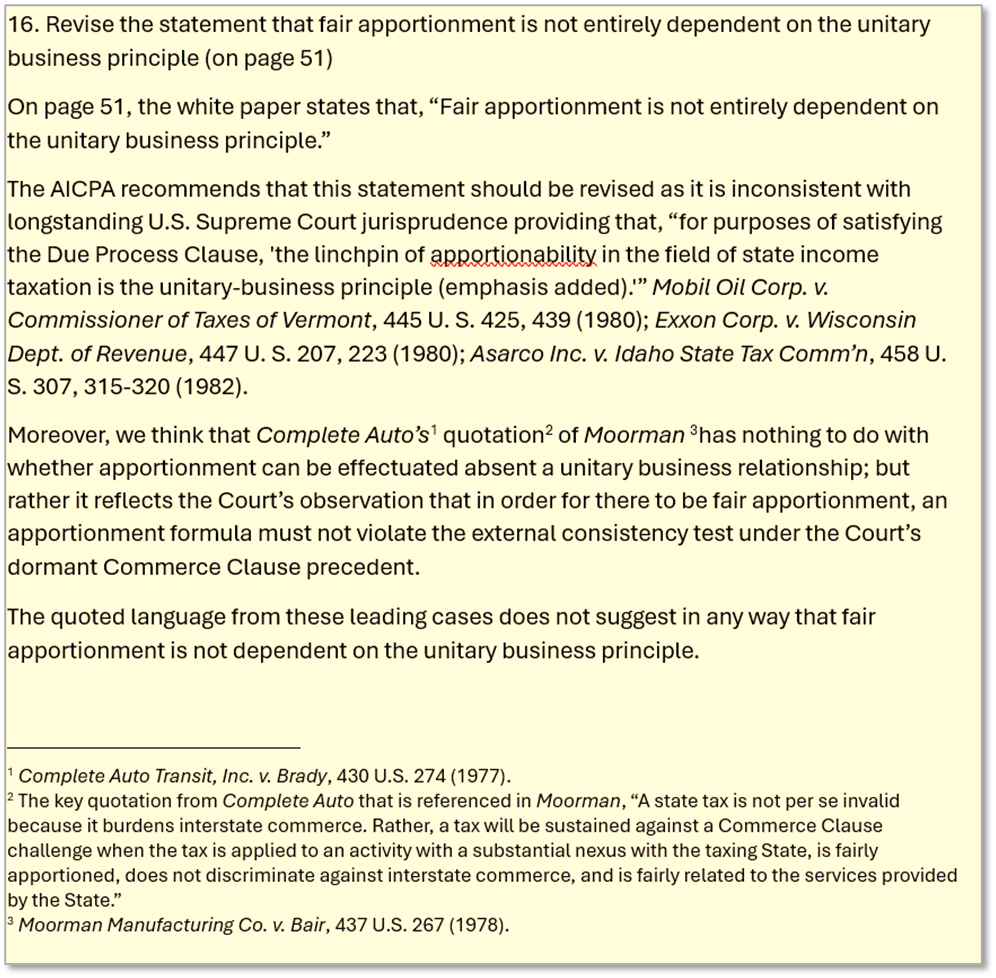 16. Revise the statement that fair apportionment is not entirely dependent on the unitary
business principle (on page 51)
On page 51, the white paper states that, “Fair apportionment is not entirely dependent on
the unitary business principle.”
The AICPA recommends that this statement should be revised as it is inconsistent with
longstanding U.S. Supreme Court jurisprudence providing that, “for purposes of satisfying
the Due Process Clause, 'the linchpin of apportionability in the field of state income
taxation is the unitary-business principle (emphasis added).'” Mobil Oil Corp. v.
Commissioner of Taxes of Vermont, 445 U. S. 425, 439 (1980); Exxon Corp. v. Wisconsin
Dept. of Revenue, 447 U. S. 207, 223 (1980); Asarco Inc. v. Idaho State Tax Comm’n, 458 U.
S. 307, 315-320 (1982).
Moreover, we think that Complete Auto’s¹ quotation² of Moorman ³has nothing to do with
whether apportionment can be effectuated absent a unitary business relationship; but
rather it reflects the Court’s observation that in order for there to be fair apportionment, an
apportionment formula must not violate the external consistency test under the Court’s
dormant Commerce Clause precedent.
The quoted language from these leading cases does not suggest in any way that fair
apportionment is not dependent on the unitary business principle.
¹ Complete Auto Transit, Inc. v. Brady, 430 U.S. 274 (1977).
² The key quotation from Complete Auto that is referenced in Moorman, “A state tax is not per se invalid
because it burdens interstate commerce. Rather, a tax will be sustained against a Commerce Clause
challenge when the tax is applied to an activity with a substantial nexus with the taxing State, is fairly
apportioned, does not discriminate against interstate commerce, and is fairly related to the services provided
by the State.”
³ Moorman Manufacturing Co. v. Bair, 437 U.S. 267 (1978).